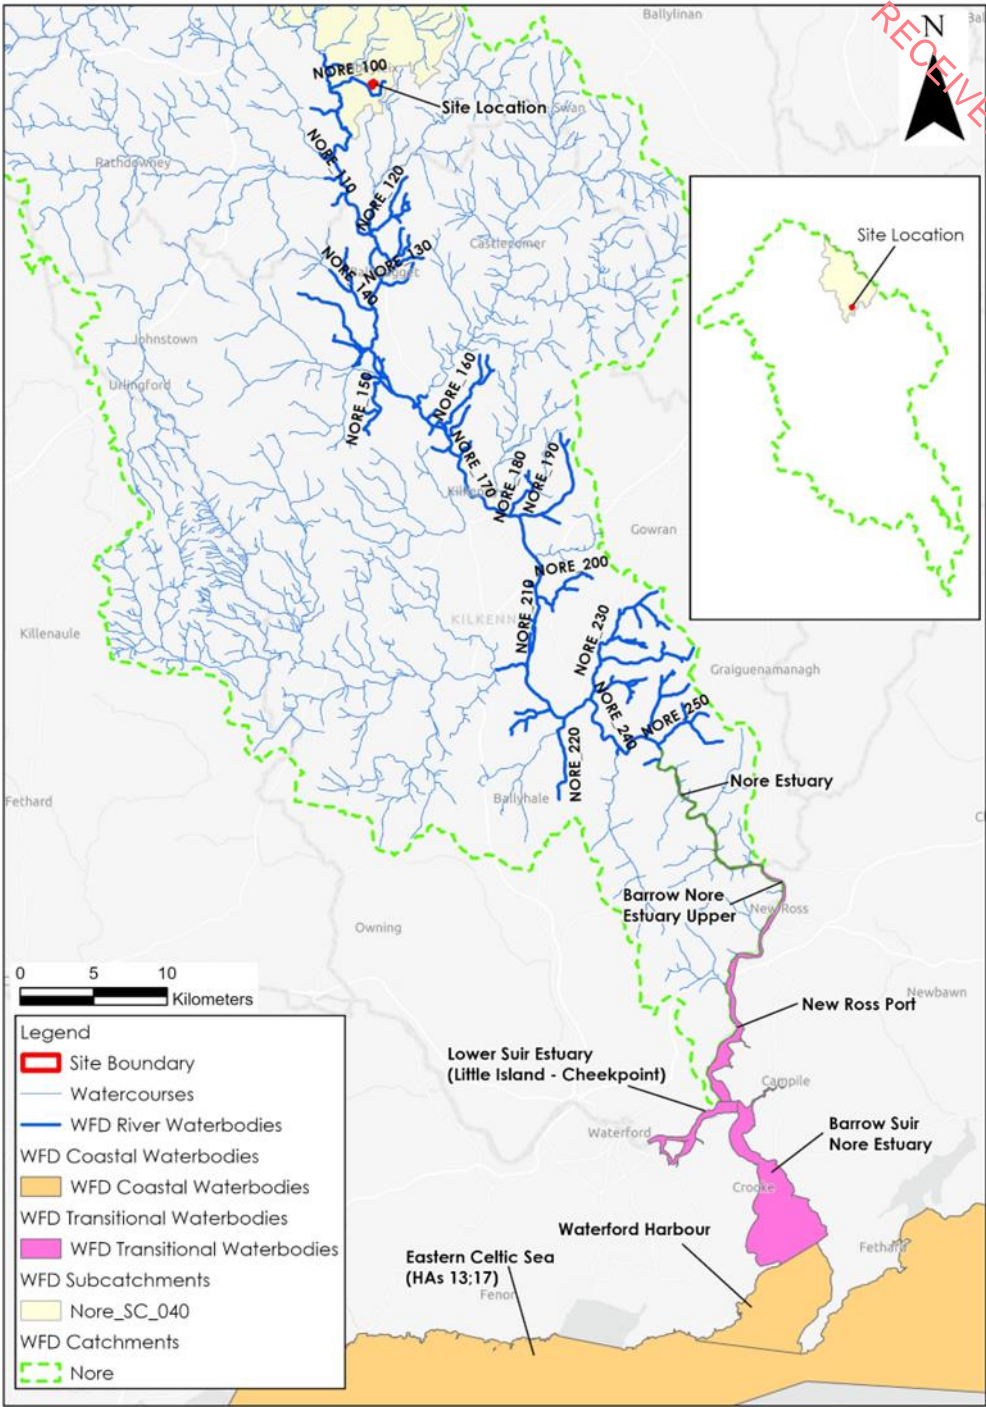 Ballylinan
RECEIVE
N
NORE_100
Site Location
Swan
Rathdowney
NORE_110
NORE_120
Castlecomer
NORE_130
NORE_140
Site Location
Johnstown
Urlingford
NORE_150
NORE_160
NORE_170
NORE_180
NORE_190
Gowran
NORE_200
NORE_210
KILKENN
NORE_230
Killenaule
Graiguenamanagh
NORE_240
NORE_250
NORE_220
Nore Estuary
Fethard
Ballyhale
Barrow Nore
Estuary Upper
New Ross
Owning
0 5 10
Kilometers
Newbawn
New Ross Port
Legend
Site Boundary
Watercourses
WFD River Waterbodies
WFD Coastal Waterbodies
WFD Coastal Waterbodies
WFD Transitional Waterbodies
WFD Transitional Waterbodies
WFD Subcatchments
Nore_SC_040
WFD Catchments
Nore
Lower Suir Estuary
(Little Island - Cheekpoint)
Campile
Waterford
Barrow Suir
Nore Estuary
Crooke
Waterford Harbour
Fethard
Eastern Celtic Sea
(HAs 13;17)
Fenor